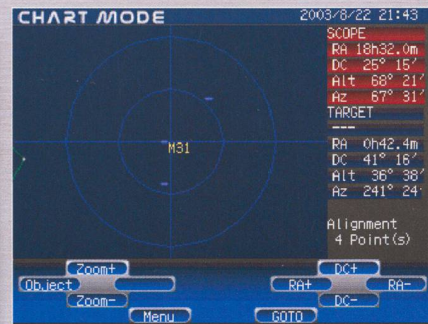 CHART MODE 2003/8/22 21:43
SCOPE
RA 18h32.0m
DC 25° 15′
Alt 68° 21′
Az 67° 31′
TARGET
---
RA 0h42.4m
DC 41° 16′
Alt 36° 38′
Az 241° 24′
Alignment
4 Point(s)
M31
Zoom+ DC+
Object RA+ RA-
Zoom- DC-
Menu GOTO